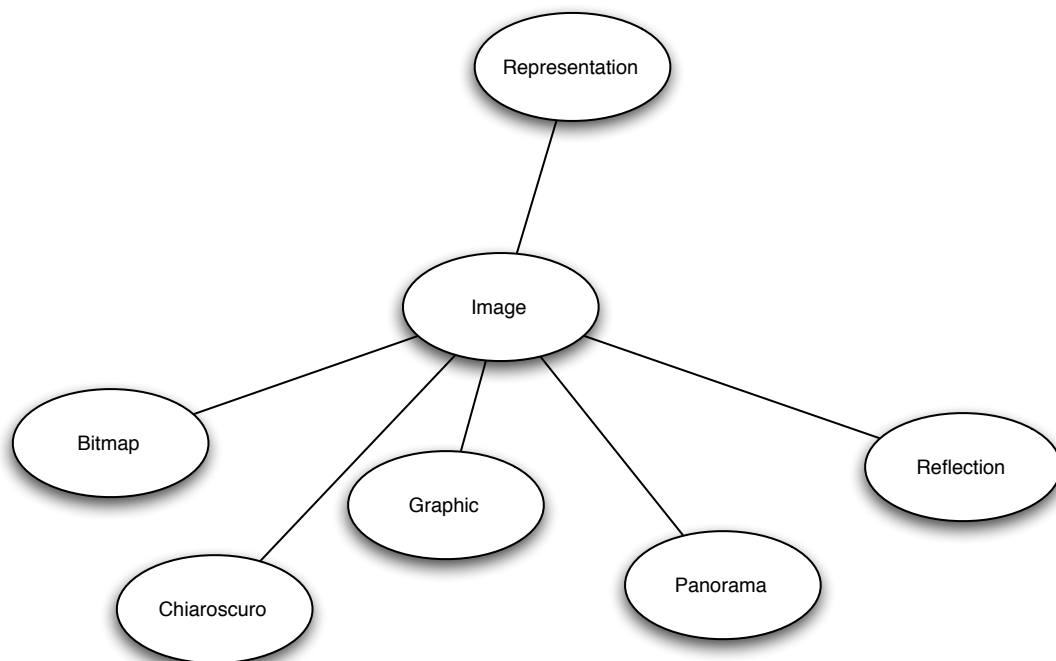 Representation
Image
Bitmap
Reflection
Graphic
Panorama
Chiaroscuro